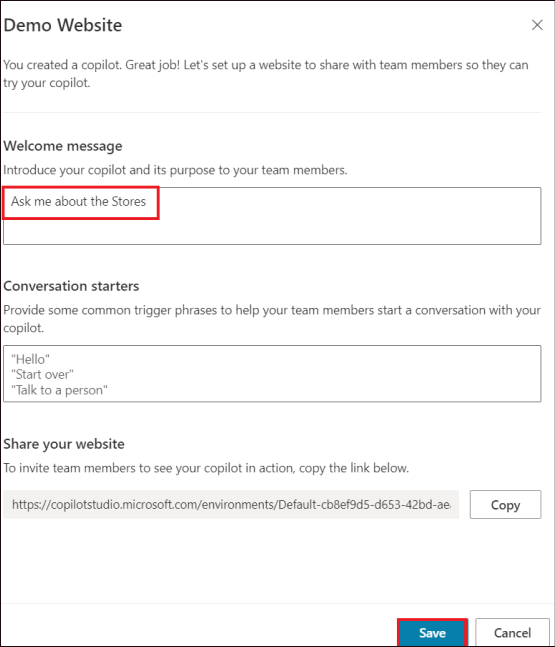 Demo Website
You created a copilot. Great job! Let's set up a website to share with team members so they can
try your copilot.
Welcome message
Introduce your copilot and its purpose to your team members.
Ask me about the Stores
Conversation starters
Provide some common trigger phrases to help your team members start a conversation with your
copilot.
"Hello"
"Start over"
"Talk to a person"
Share your website
To invite team members to see your copilot in action, copy the link below.
https://copilotstudio.microsoft.com/environments/Default-cb8ef9d5-d653-42bd-aea
Copy
Save
Cancel